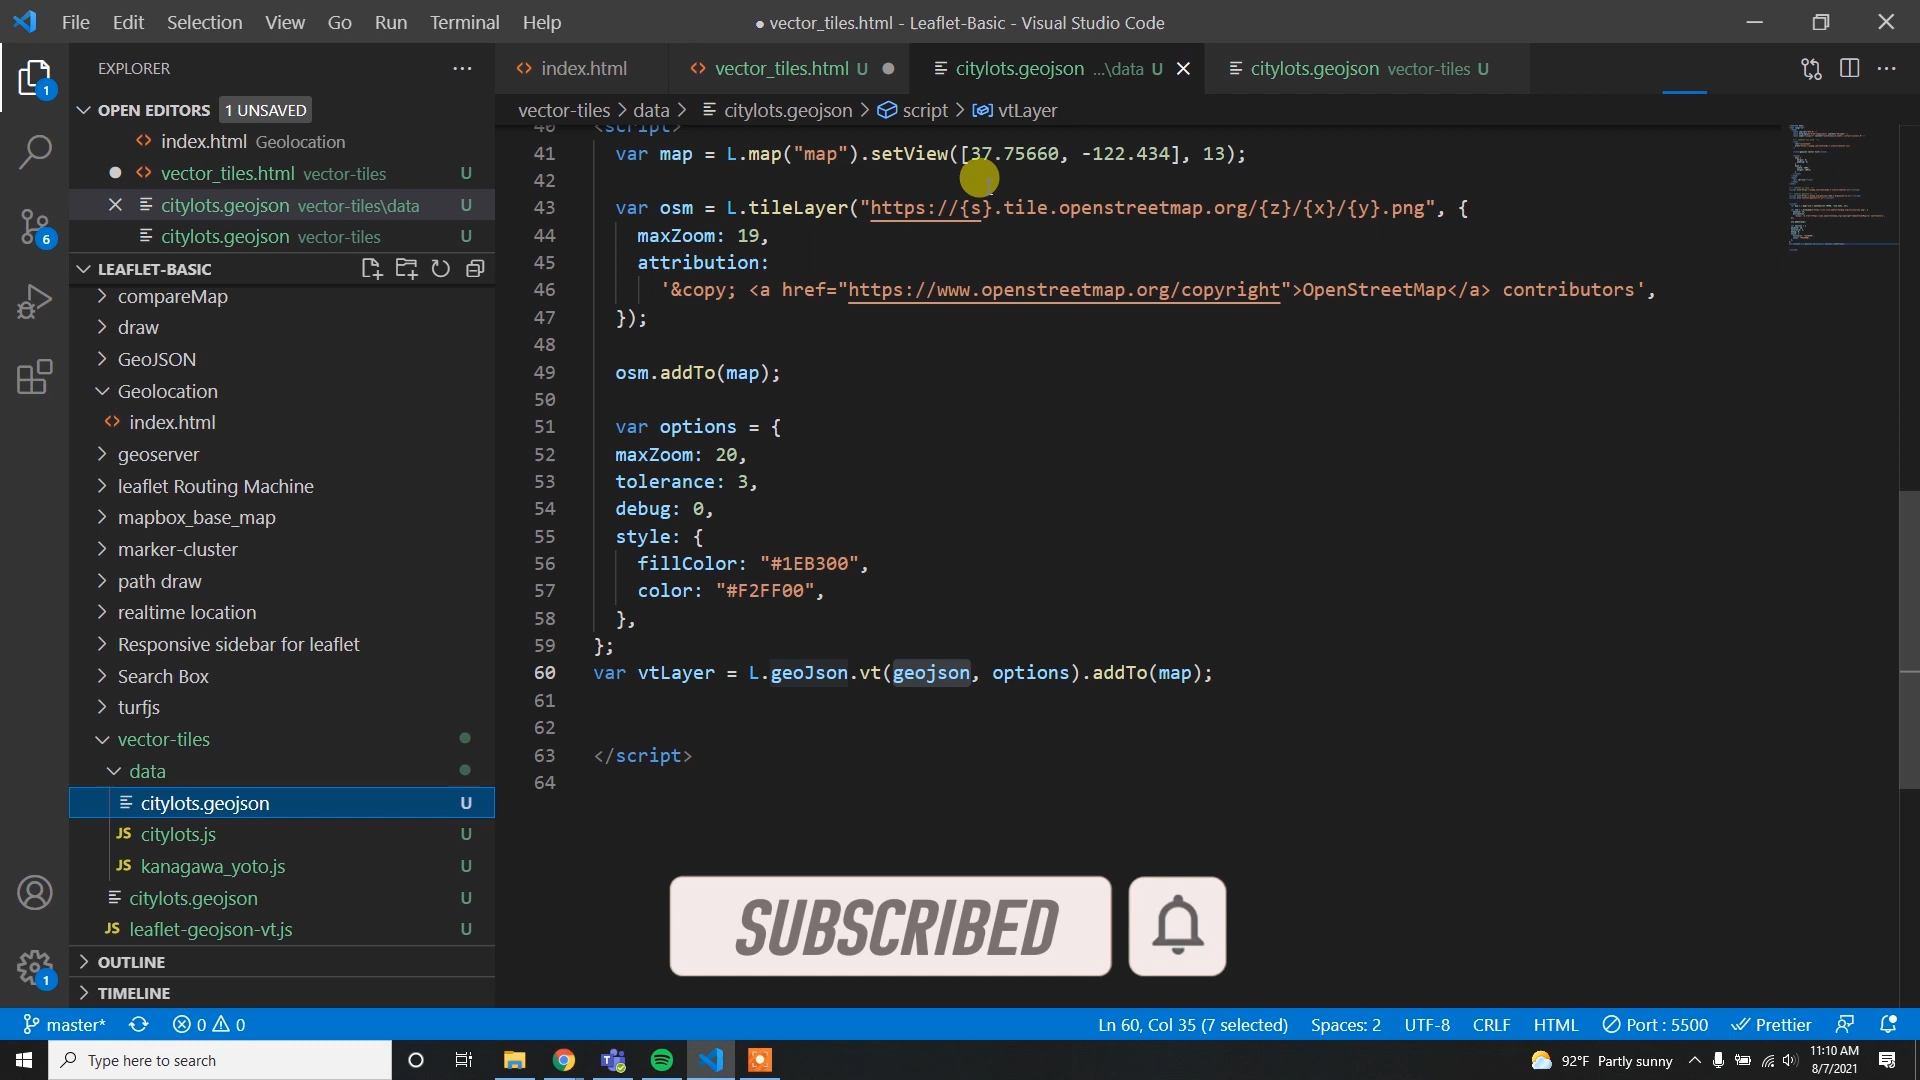 File Edit Selection View Go Run Terminal Help
● vector_tiles.html - Leaflet-Basic - Visual Studio Code
EXPLORER
OPEN EDITORS 1 UNSAVED
index.html Geolocation
vector_tiles.html vector-tiles U
citylots.geojson vector-tiles\data U
citylots.geojson vector-tiles U
LEAFLET-BASIC
compareMap
draw
GeoJSON
Geolocation
index.html
geoserver
leaflet Routing Machine
mapbox_base_map
marker-cluster
path draw
realtime location
Responsive sidebar for leaflet
Search Box
turfjs
vector-tiles
data
citylots.geojson U
JS citylots.js U
JS kanagawa_yoto.js U
citylots.geojson U
JS leaflet-geojson-vt.js U
OUTLINE
TIMELINE
1
6
1
index.html
vector_tiles.html U
citylots.geojson ...\data U
citylots.geojson vector-tiles U
vector-tiles > data > citylots.geojson > script > vtLayer
40 <script>
41 var map = L.map("map").setView([37.75660, -122.434], 13);
42
43 var osm = L.tileLayer("https://{s}.tile.openstreetmap.org/{z}/{x}/{y}.png", {
44 maxZoom: 19,
45 attribution:
46 '&copy; <a href="https://www.openstreetmap.org/copyright">OpenStreetMap</a> contributors',
47 });
48
49 osm.addTo(map);
50
51 var options = {
52 maxZoom: 20,
53 tolerance: 3,
54 debug: 0,
55 style: {
56 fillColor: "#1EB300",
57 color: "#F2FF00",
58 },
59 };
60 var vtLayer = L.geoJson.vt(geojson, options).addTo(map);
61
62
63 </script>
64
SUBSCRIBED
master* 0 0
Ln 60, Col 35 (7 selected) Spaces: 2 UTF-8 CRLF HTML Port : 5500 Prettier
Type here to search
92°F Partly sunny
11:10 AM
8/7/2021